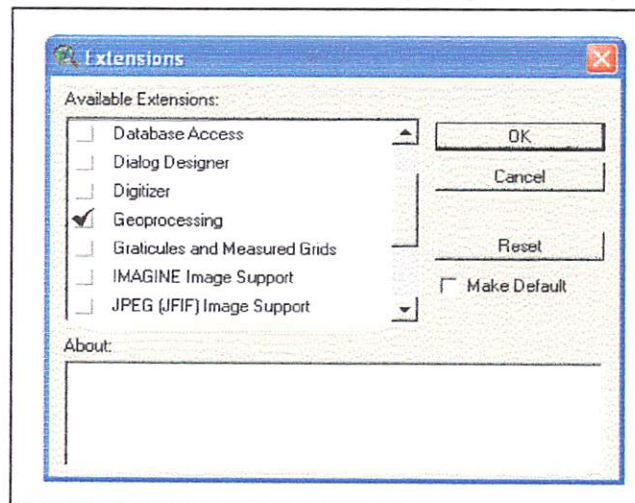 Extensions
Available Extensions:
Database Access
Dialog Designer
Digitizer
Geoprocessing
Graticules and Measured Grids
IMAGINE Image Support
JPEG (JFIF) Image Support
OK
Cancel
Reset
Make Default
About: